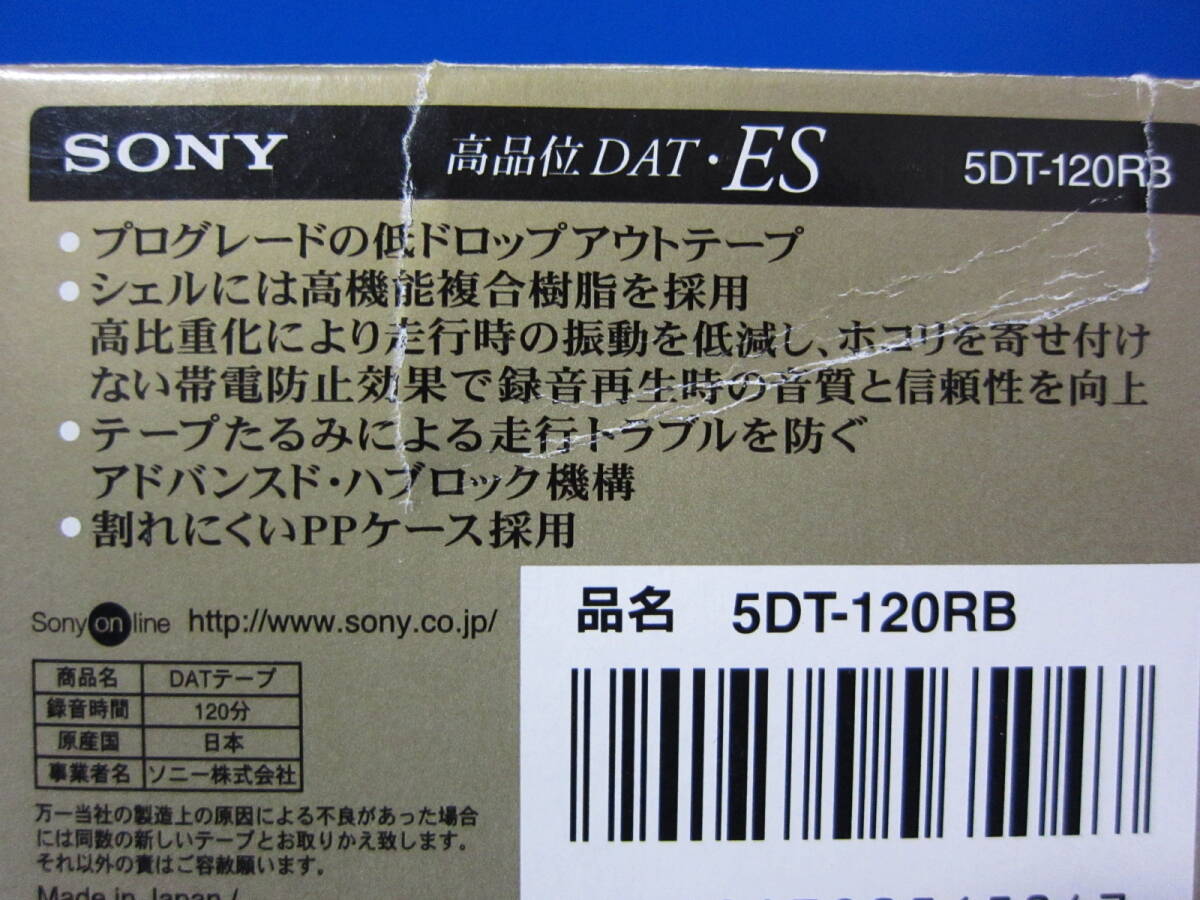 SONY 高品位DAT・ES 5DT-120RB
● プログレードの低ドロップアウトテープ
● シェルには高機能複合樹脂を採用
高比重化により走行時の振動を低減し、ホコリを寄せ付け
ない帯電防止効果で録音再生時の音質と信頼性を向上
● テープたるみによる走行トラブルを防ぐ
アドバンスド・ハブロック機構
● 割れにくいPPケース採用
Sony on line http://www.sony.co.jp/
商品名 DATテープ
録音時間 120分
原産国 日本
事業者名 ソニー株式会社
万一当社の製造上の原因による不良があった場合
には同数の新しいテープとお取りかえ致します。
それ以外の責はご容赦願います。
Made in Japan /
品名 5DT-120RB